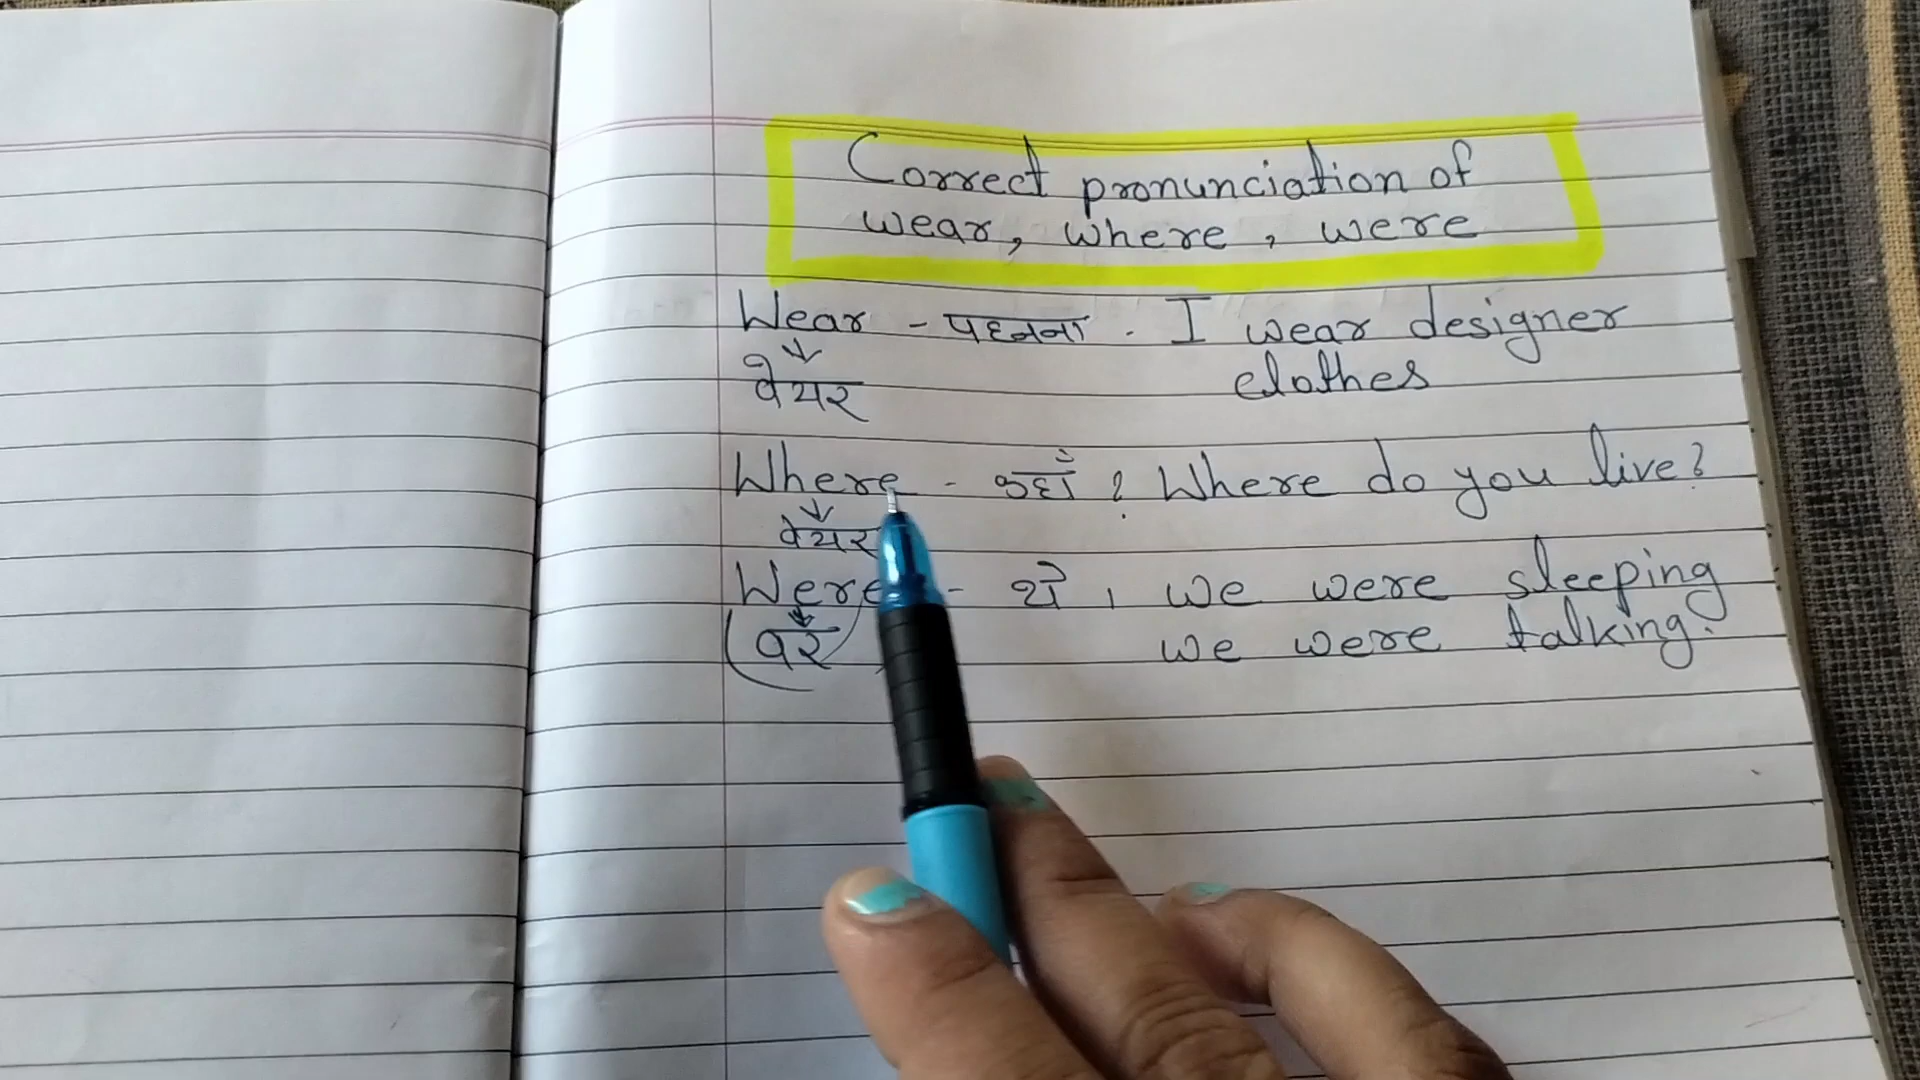 Correct pronunciation of
wear, where, were
Wear - पहनना - I wear designer
clothes
वेयर
Where - कहाँ ? Where do you live?
वेयर
Were - थे , we were sleeping
(वर) we were talking.